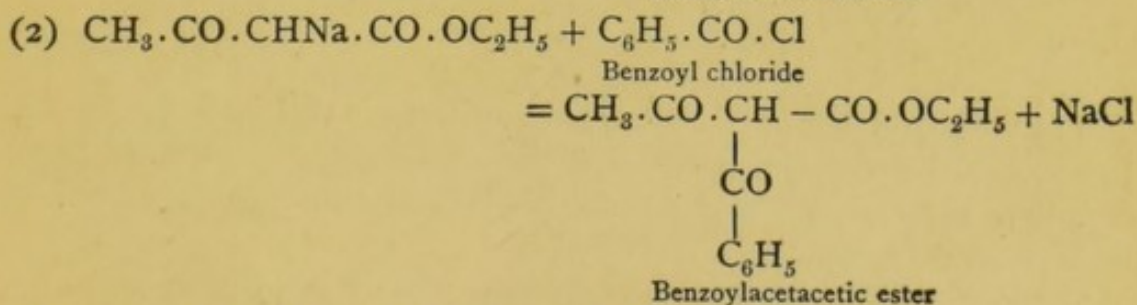 (2) CH₃.CO.CHNa.CO.OC₂H₅ + C₆H₅.CO.Cl
Benzoyl chloride
= CH₃.CO.CH – CO.OC₂H₅ + NaCl
|
CO
|
C₆H₅
Benzoylacetacetic ester